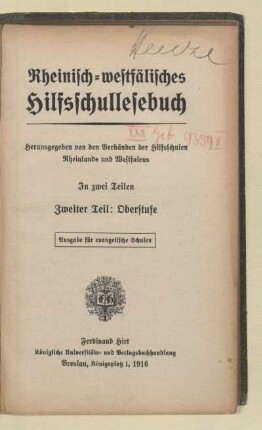 Henke
Rheinisch-westfälisches
Hilfsschullesebuch
Herausgegeben von den Verbänden der Hilfsschulen
Rheinlands und Westfalens
In zwei Teilen
Zweiter Teil: Oberstufe
Ausgabe für evangelische Schulen
Ferdinand Hirt
Königliche Universitäts- und Verlagsbuchhandlung
Breslau, Königsplatz 1, 1916